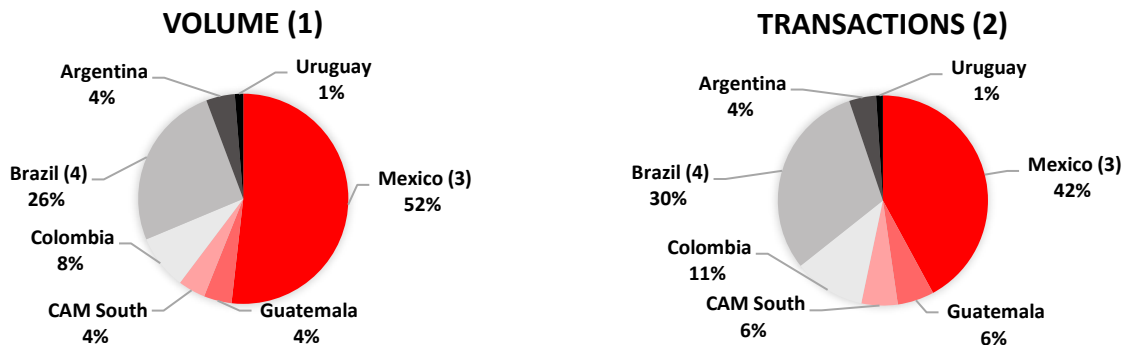 VOLUME (1)
Argentina
4%
Uruguay
1%
Brazil (4)
26%
Mexico (3)
52%
Colombia
8%
CAM South
4%
Guatemala
4%
TRANSACTIONS (2)
Argentina
4%
Uruguay
1%
Brazil (4)
30%
Mexico (3)
42%
Colombia
11%
CAM South
6%
Guatemala
6%